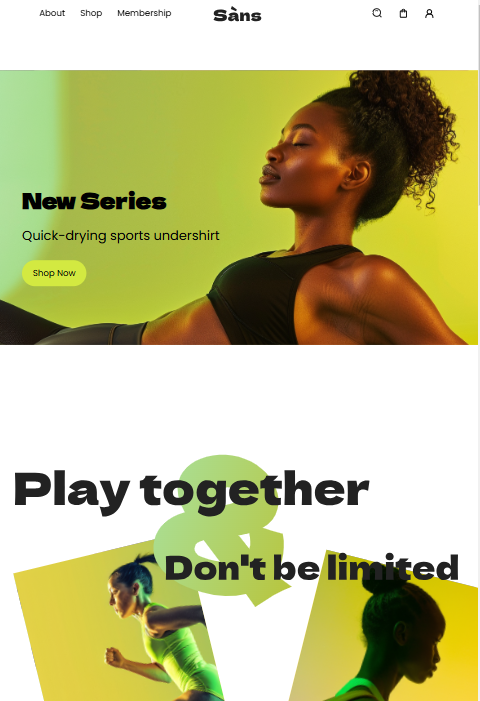 About Shop Membership Sàns
New Series
Quick-drying sports undershirt
Shop Now
&
Play together
Don't be limited